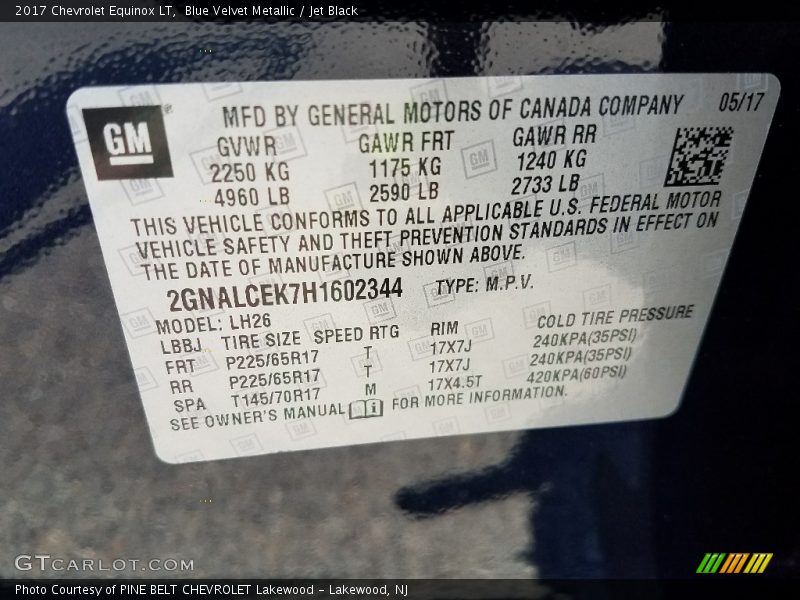 2017 Chevrolet Equinox LT, Blue Velvet Metallic / Jet Black
MFD BY GENERAL MOTORS OF CANADA COMPANY 05/17
GM ®
GVWR GAWR FRT GAWR RR
2250 KG 1175 KG 1240 KG
4960 LB 2590 LB 2733 LB
THIS VEHICLE CONFORMS TO ALL APPLICABLE U.S. FEDERAL MOTOR
VEHICLE SAFETY AND THEFT PREVENTION STANDARDS IN EFFECT ON
THE DATE OF MANUFACTURE SHOWN ABOVE.
2GNALCEK7H1602344 TYPE: M.P.V.
MODEL: LH26
LBBJ TIRE SIZE SPEED RTG RIM COLD TIRE PRESSURE
FRT P225/65R17 T 17X7J 240KPA(35PSI)
RR P225/65R17 T 17X7J 240KPA(35PSI)
SPA T145/70R17 M 17X4.5T 420KPA(60PSI)
SEE OWNER'S MANUAL FOR MORE INFORMATION.
GTCARLOT.COM
Photo Courtesy of PINE BELT CHEVROLET Lakewood - Lakewood, NJ